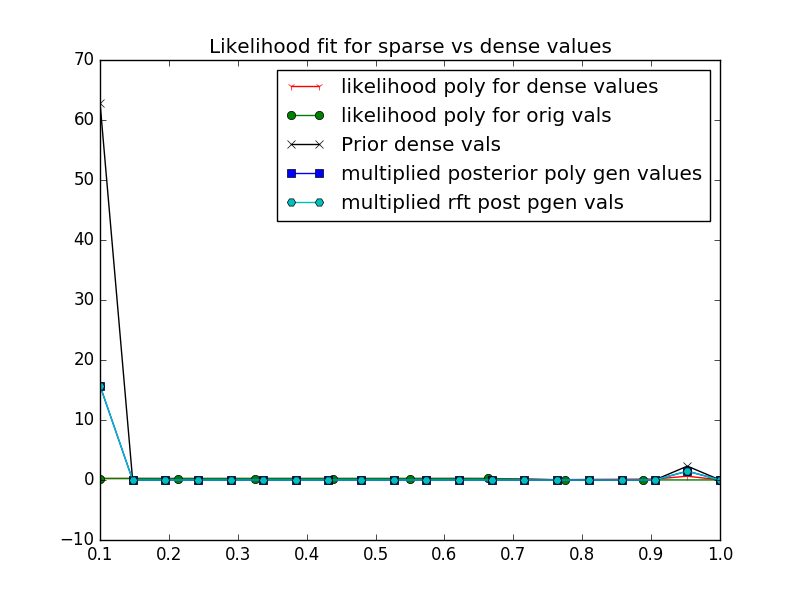 Likelihood fit for sparse vs dense values
70
60
50
40
30
20
10
0
−10
likelihood poly for dense values
likelihood poly for orig vals
Prior dense vals
multiplied posterior poly gen values
multiplied rft post pgen vals
0.1 0.2 0.3 0.4 0.5 0.6 0.7 0.8 0.9 1.0